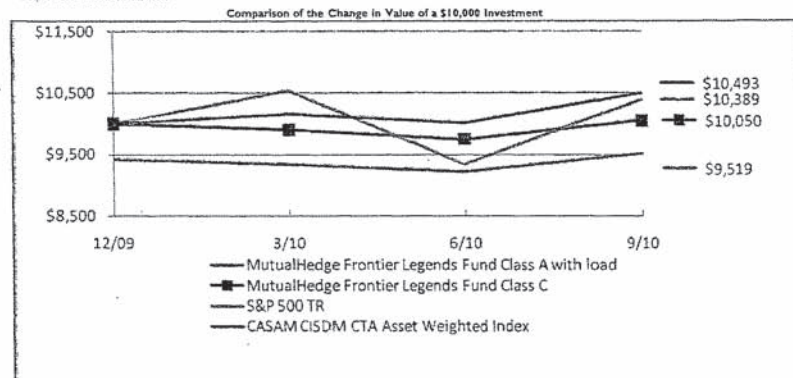 Comparison of the Change in Value of a $10,000 Investment
$11,500
$10,500
$9,500
$8,500
12/09 3/10 6/10 9/10
$10,493
$10,389
$10,050
$9,519
MutualHedge Frontier Legends Fund Class A with load
MutualHedge Frontier Legends Fund Class C
S&P 500 TR
CASAM CISDM CTA Asset Weighted Index